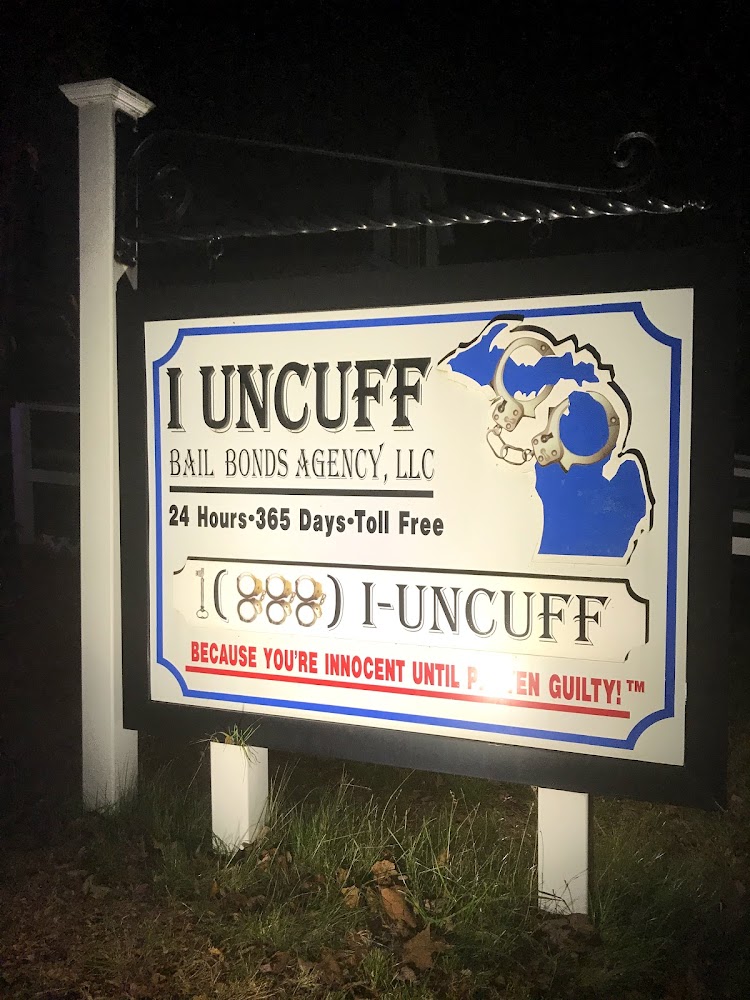 I UNCUFF
BAIL BONDS AGENCY, LLC
24 Hours•365 Days•Toll Free
1(888) I-UNCUFF
BECAUSE YOU'RE INNOCENT UNTIL GUILTY!™